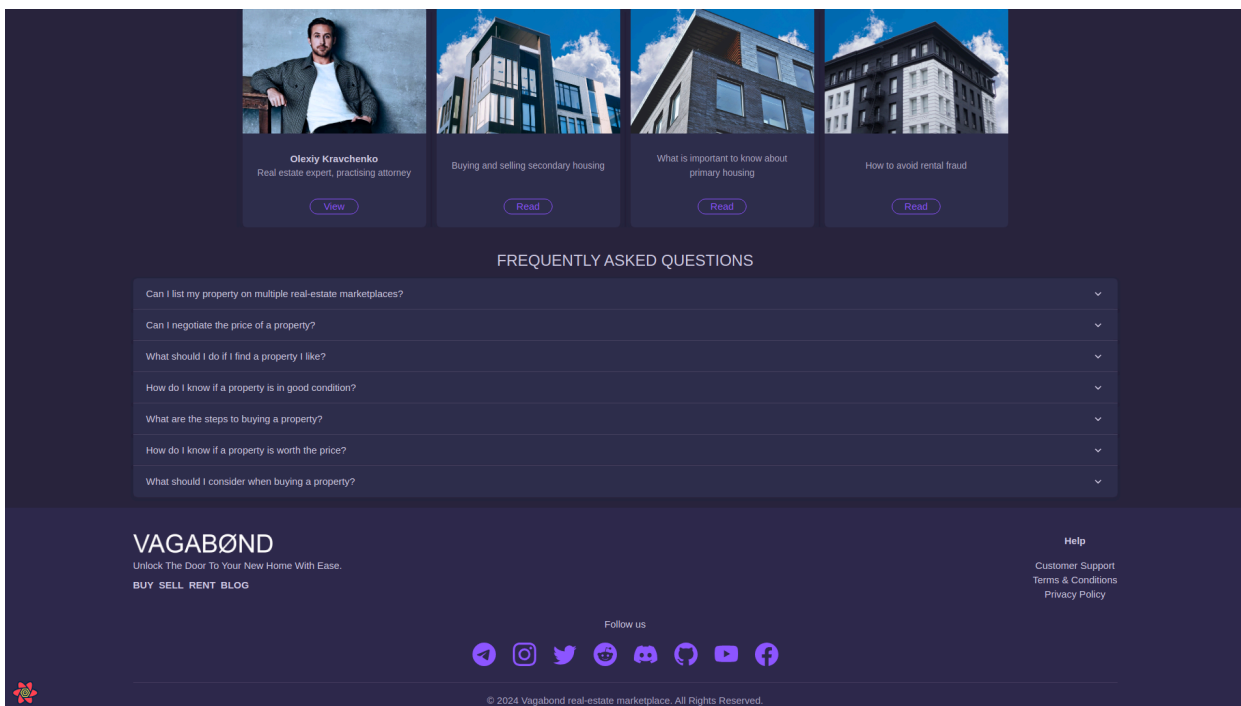 Olexiy Kravchenko
Real estate expert, practising attorney
View
Buying and selling secondary housing
Read
What is important to know about
primary housing
Read
How to avoid rental fraud
Read
FREQUENTLY ASKED QUESTIONS
Can I list my property on multiple real-estate marketplaces?
Can I negotiate the price of a property?
What should I do if I find a property I like?
How do I know if a property is in good condition?
What are the steps to buying a property?
How do I know if a property is worth the price?
What should I consider when buying a property?
VAGABØND
Unlock The Door To Your New Home With Ease.
BUY SELL RENT BLOG
Help
Customer Support
Terms & Conditions
Privacy Policy
Follow us
© 2024 Vagabond real-estate marketplace. All Rights Reserved.